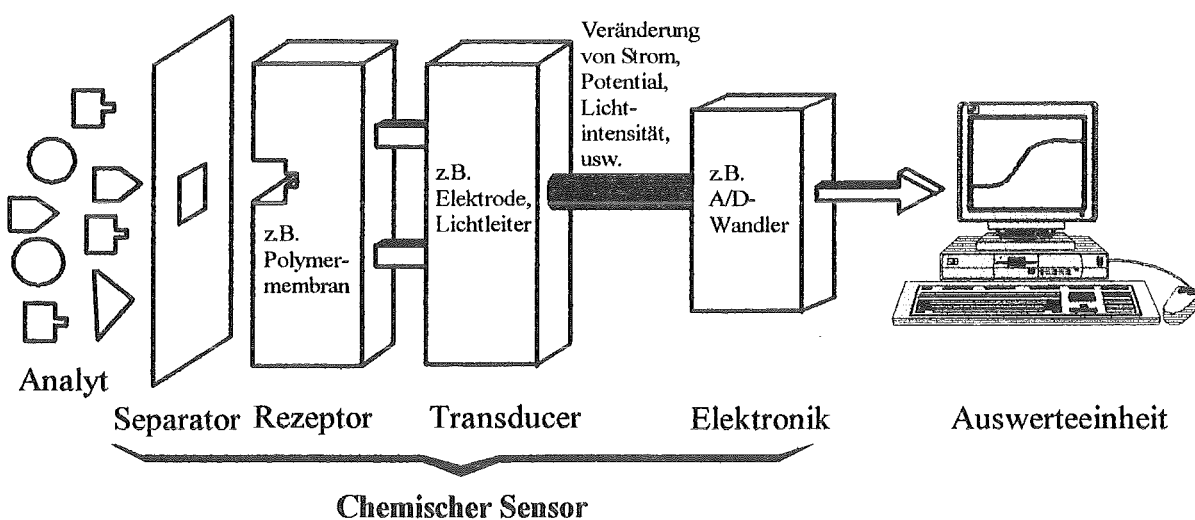 Veränderung
von Strom,
Potential,
Licht-
intensität,
usw.
z.B.
Polymer-
membran
z.B.
Elektrode,
Lichtleiter
z.B.
A/D-
Wandler
Analyt
Separator
Rezeptor
Transducer
Elektronik
Auswerteeinheit
Chemischer Sensor